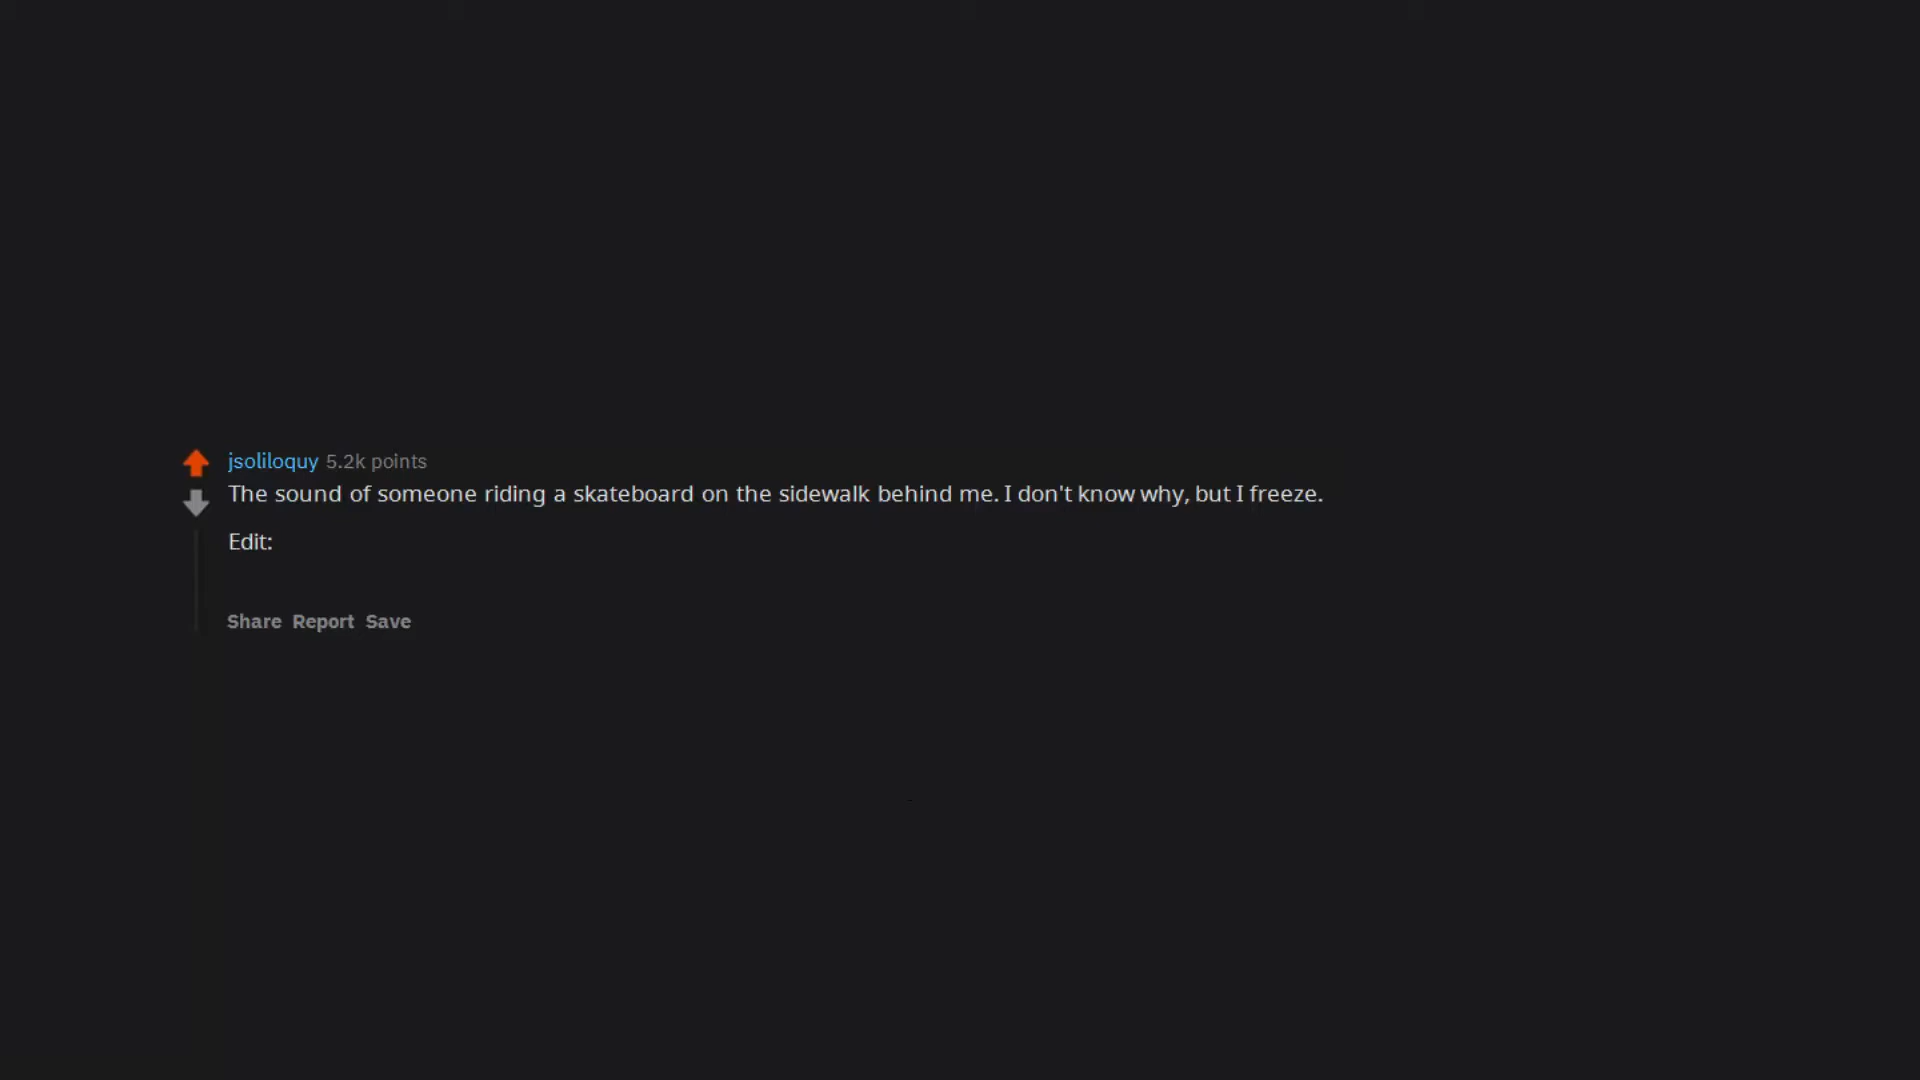 jsoliloquy 5.2k points
The sound of someone riding a skateboard on the sidewalk behind me. I don't know why, but I freeze.
Edit:
Share Report Save